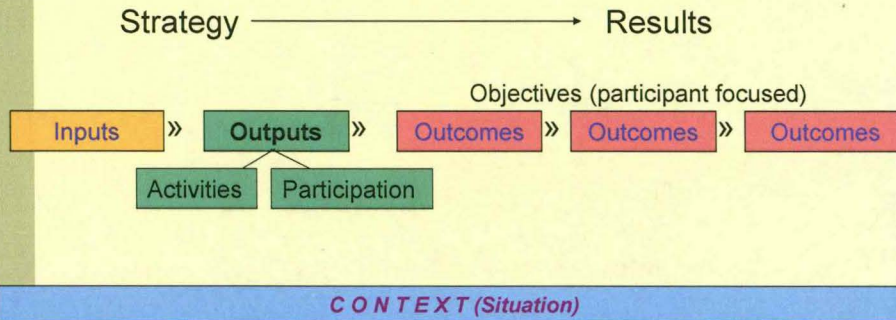 Strategy Results
Objectives (participant focused)
Inputs » Outputs » Outcomes » Outcomes » Outcomes
Activities Participation
C O N T E X T (Situation)